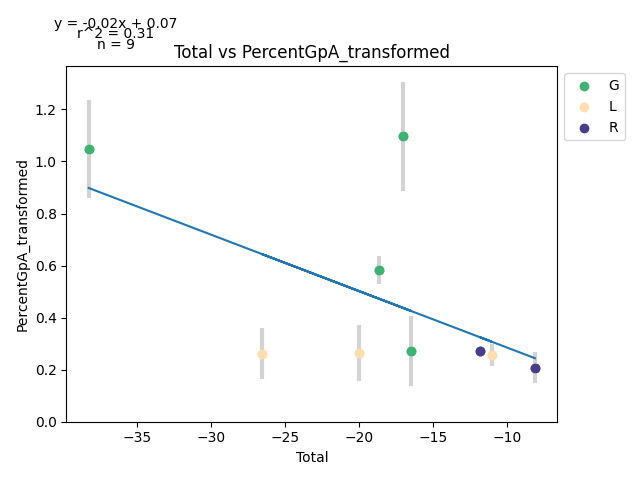 y = -0.02x + 0.07
r^2 = 0.31
n = 9
Total vs PercentGpA_transformed
G
L
R
PercentGpA_transformed
1.2
1.0
0.8
0.6
0.4
0.2
0.0
−35 −30 −25 −20 −15 −10
Total